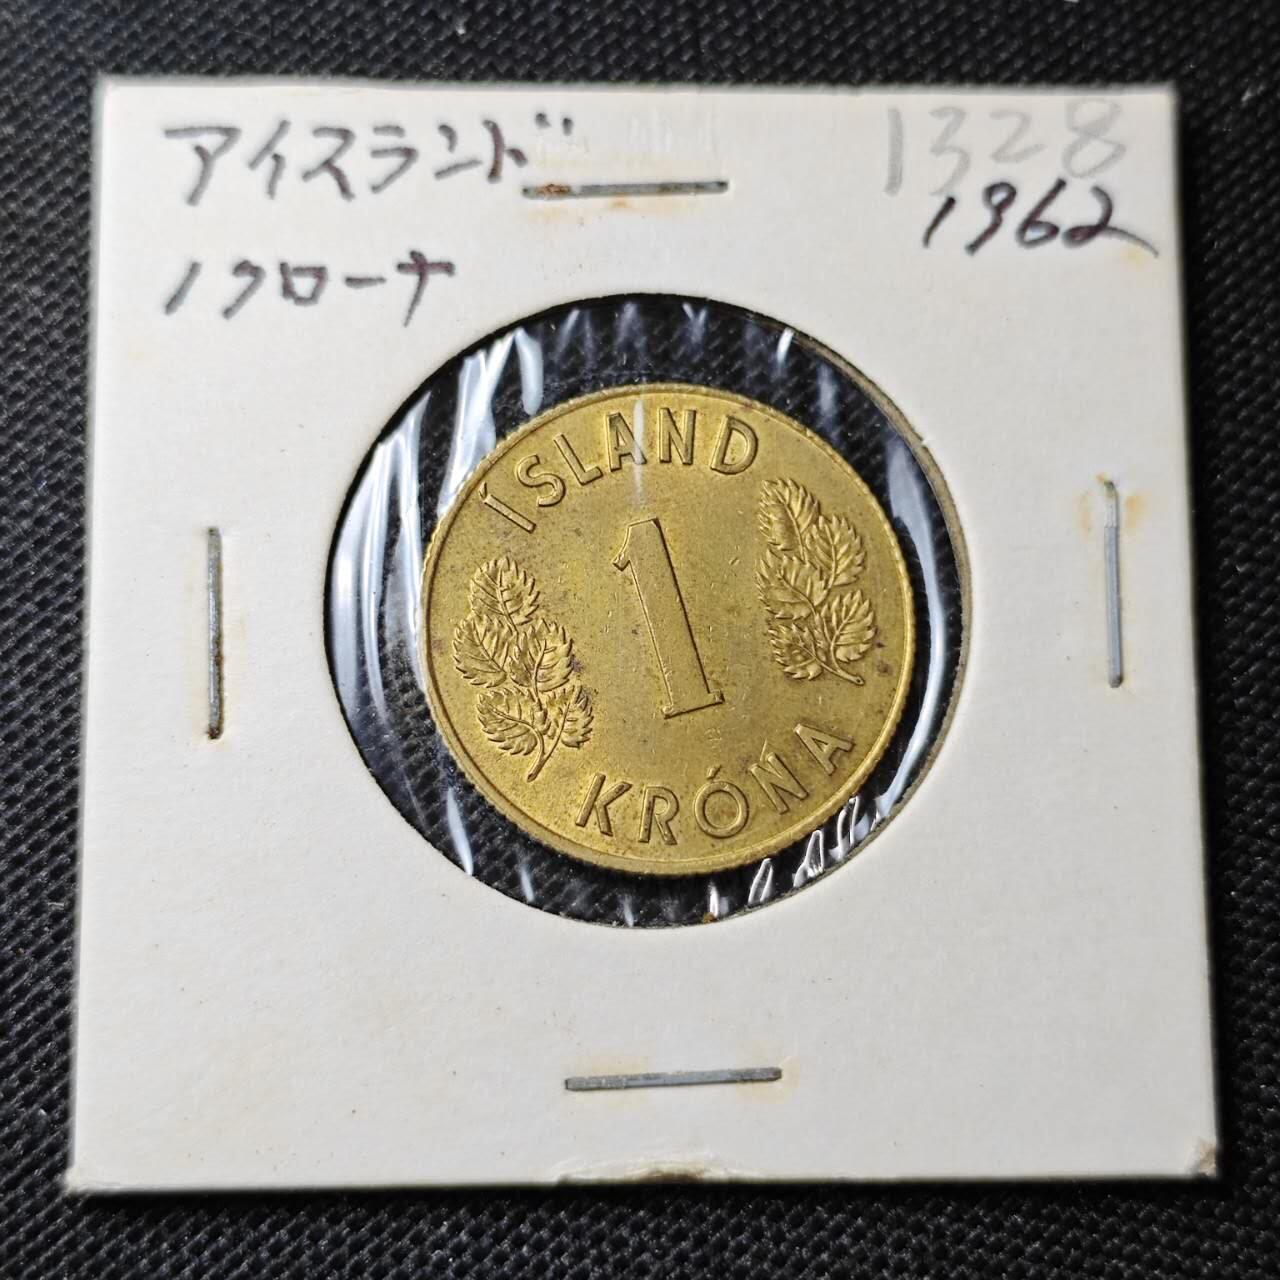 アイスランド
1328
1962
1クローナ
ÍSLAND
1
KRÓNA